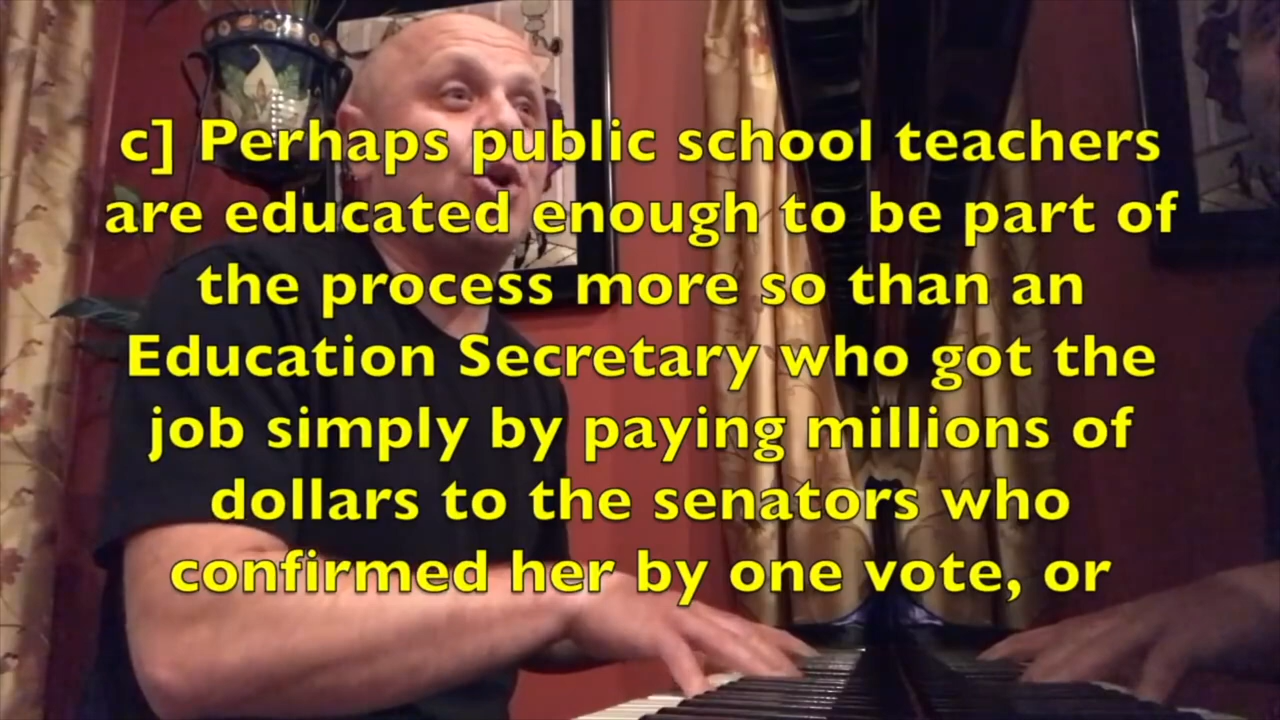 c] Perhaps public school teachers
are educated enough to be part of
the process more so than an
Education Secretary who got the
job simply by paying millions of
dollars to the senators who
confirmed her by one vote, or